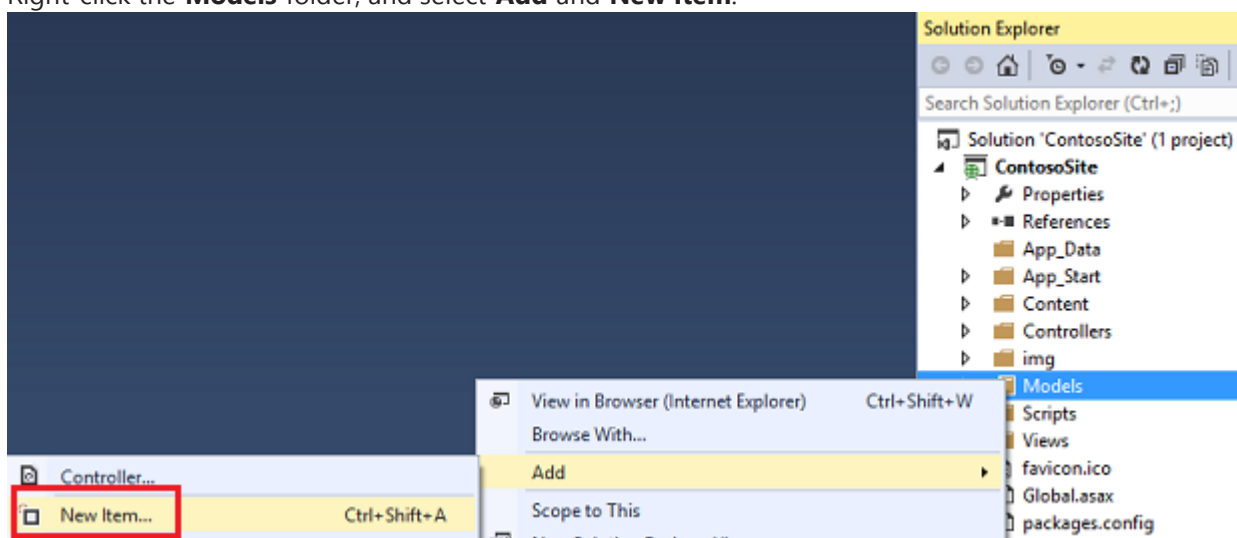 Right-click the Models folder, and select Add and New Item.
Solution Explorer
Search Solution Explorer (Ctrl+;)
Solution 'ContosoSite' (1 project)
ContosoSite
Properties
References
App_Data
App_Start
Content
Controllers
img
Models
Scripts
Views
favicon.ico
Global.asax
packages.config
View in Browser (Internet Explorer) Ctrl+Shift+W
Browse With...
Add
Scope to This
Controller...
New Item... Ctrl+Shift+A